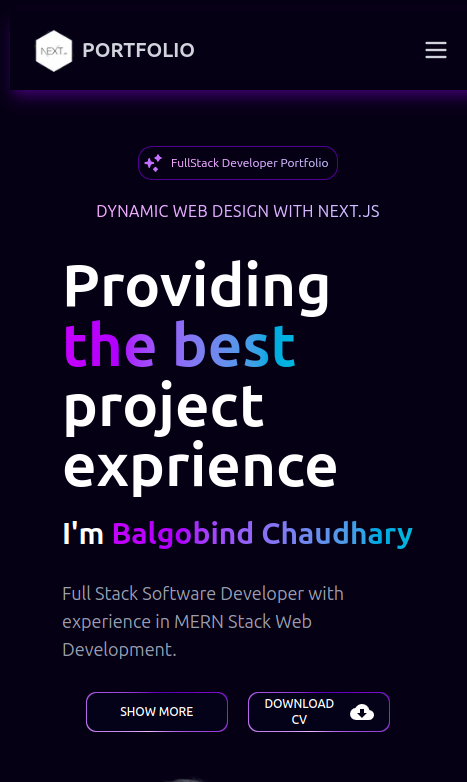 NEXT.
PORTFOLIO
FullStack Developer Portfolio
DYNAMIC WEB DESIGN WITH NEXT.JS
Providing
the best
project
exprience
I'm Balgobind Chaudhary
Full Stack Software Developer with
experience in MERN Stack Web
Development.
SHOW MORE
DOWNLOAD
CV